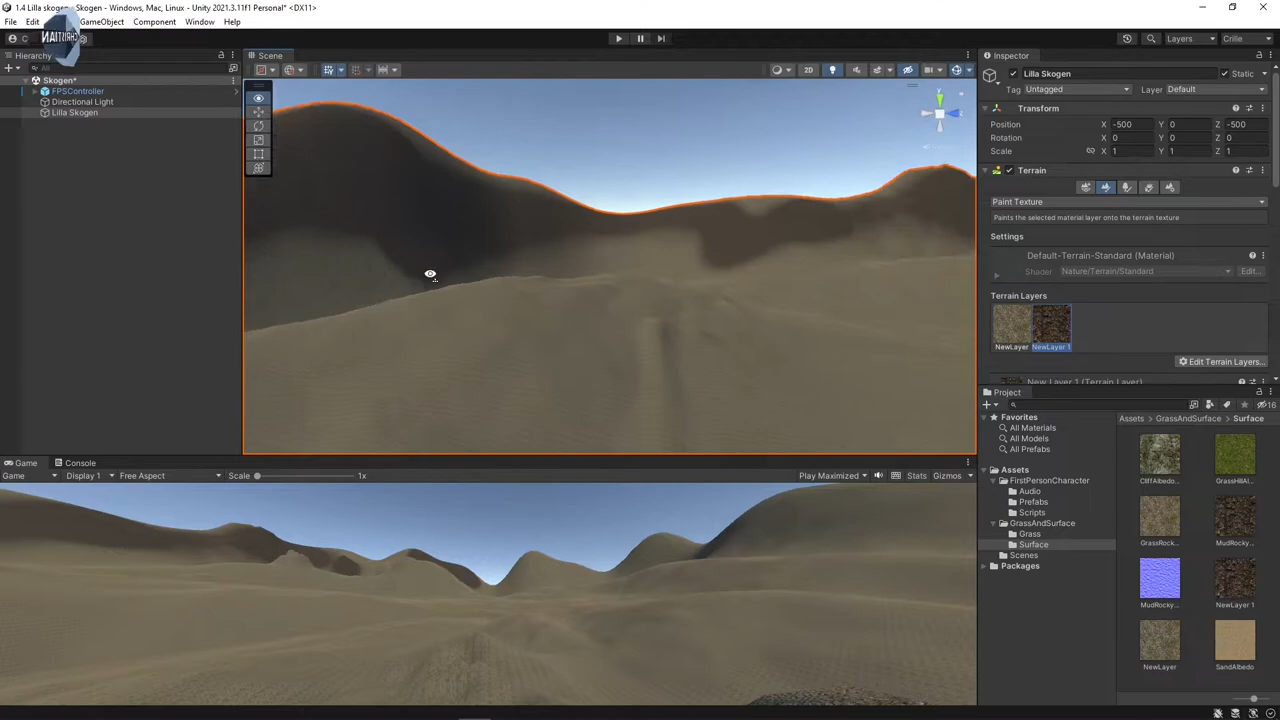 1.4 Lilla skogen - Skogen - Windows, Mac, Linux - Unity 2021.3.11f1 Personal* <DX11>
File Edit GameObject Component Window Help
CHRIITIAN
Layers Crille
Hierarchy
All
Skogen*
FPSController
Directional Light
Lilla Skogen
Scene
2D
y
Inspector
Lilla Skogen Static
Tag Untagged Layer Default
Transform
Position X -500 Y 0 Z -500
Rotation X 0 Y 0 Z 0
Scale X 1 Y 1 Z 1
Terrain
Paint Texture
Paints the selected material layer onto the terrain texture
Settings
Default-Terrain-Standard (Material)
Shader Nature/Terrain/Standard Edit...
Terrain Layers
NewLayer NewLayer 1
Edit Terrain Layers...
New Layer 1 (Terrain Layer)
Game Console
Game Display 1 Free Aspect Scale 1x Play Maximized Stats Gizmos
Project
16
Favorites
All Materials
All Models
All Prefabs
Assets
FirstPersonCharacter
Audio
Prefabs
Scripts
GrassAndSurface
Grass
Surface
Scenes
Packages
Assets > GrassAndSurface > Surface
CliffAlbedo... GrassHillAl...
GrassRock... MudRocky...
MudRocky... NewLayer 1
NewLayer SandAlbedo